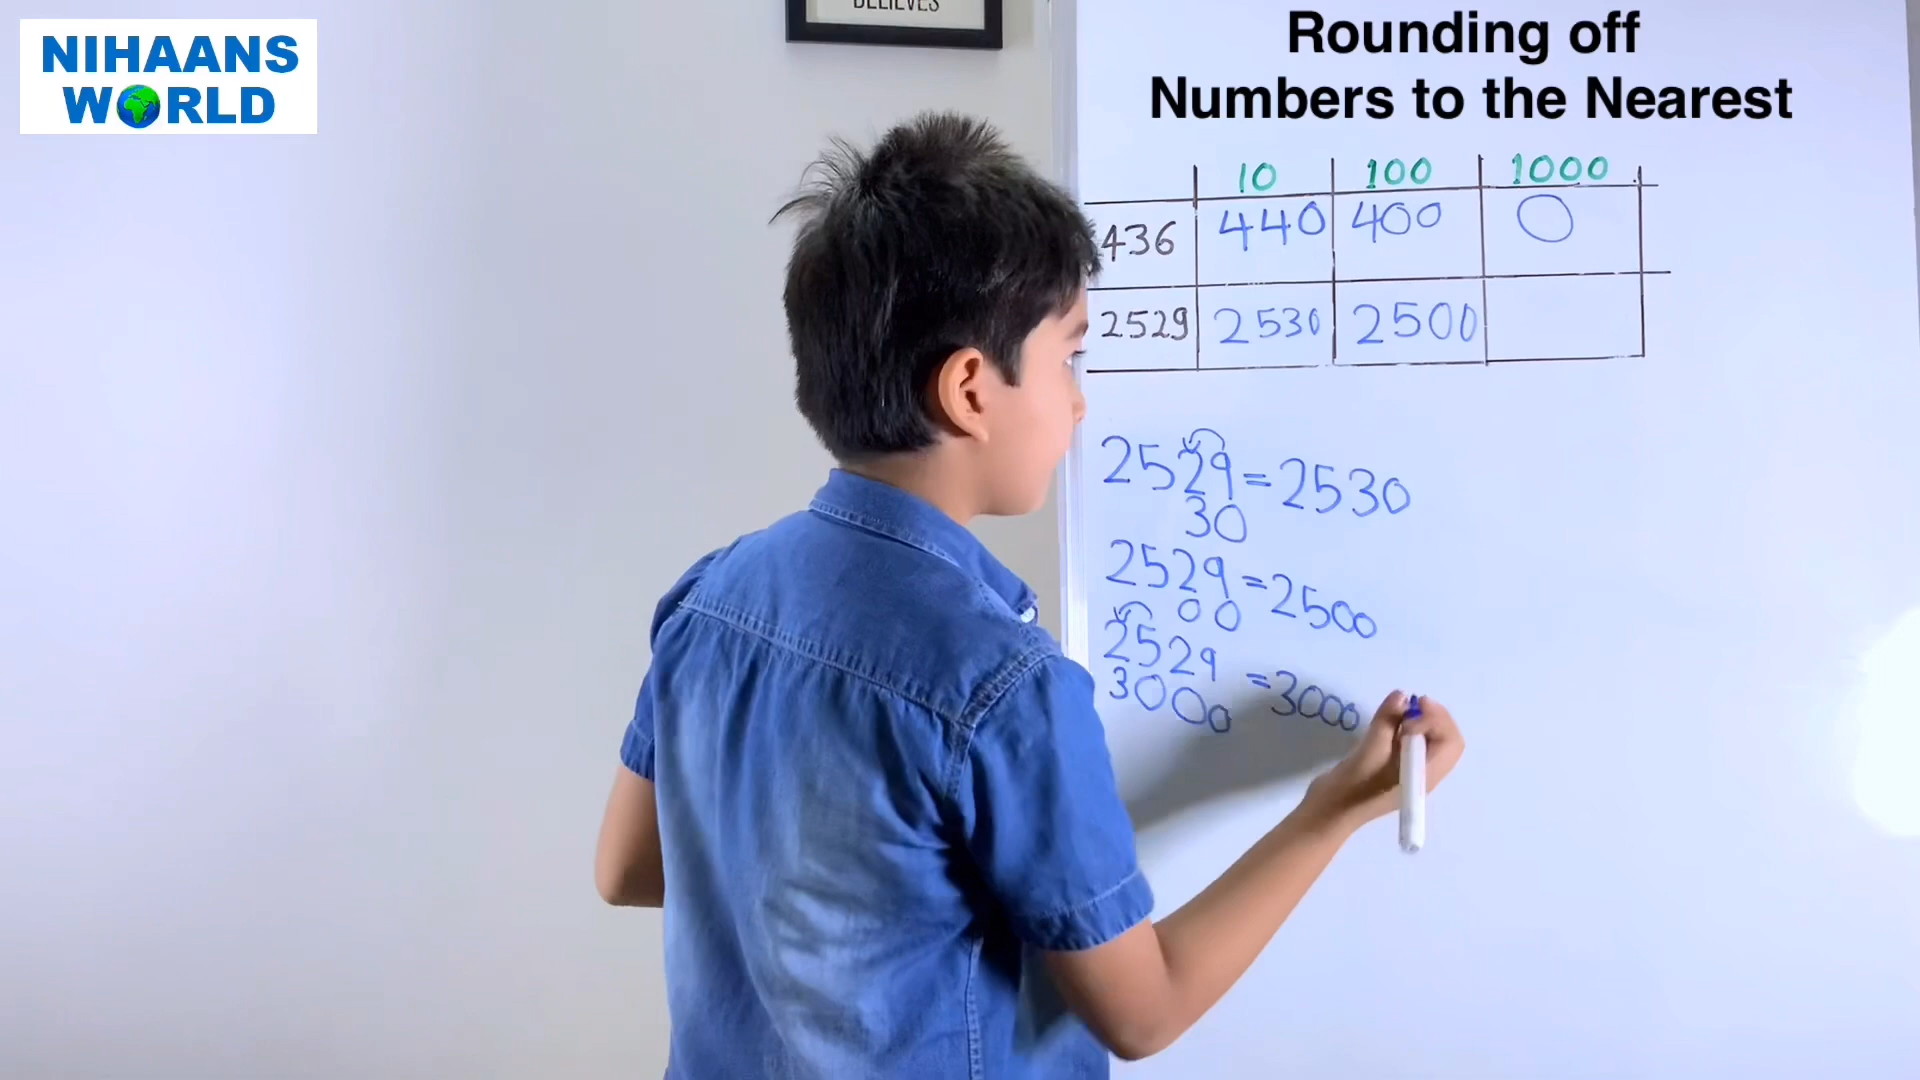 NIHAANS
WORLD
BELIEVES
Rounding off
Numbers to the Nearest
10 100 1000
436 440 400 0
2529 2530 2500
2529=2530
30
2529=2500
00
2529
3000 =3000